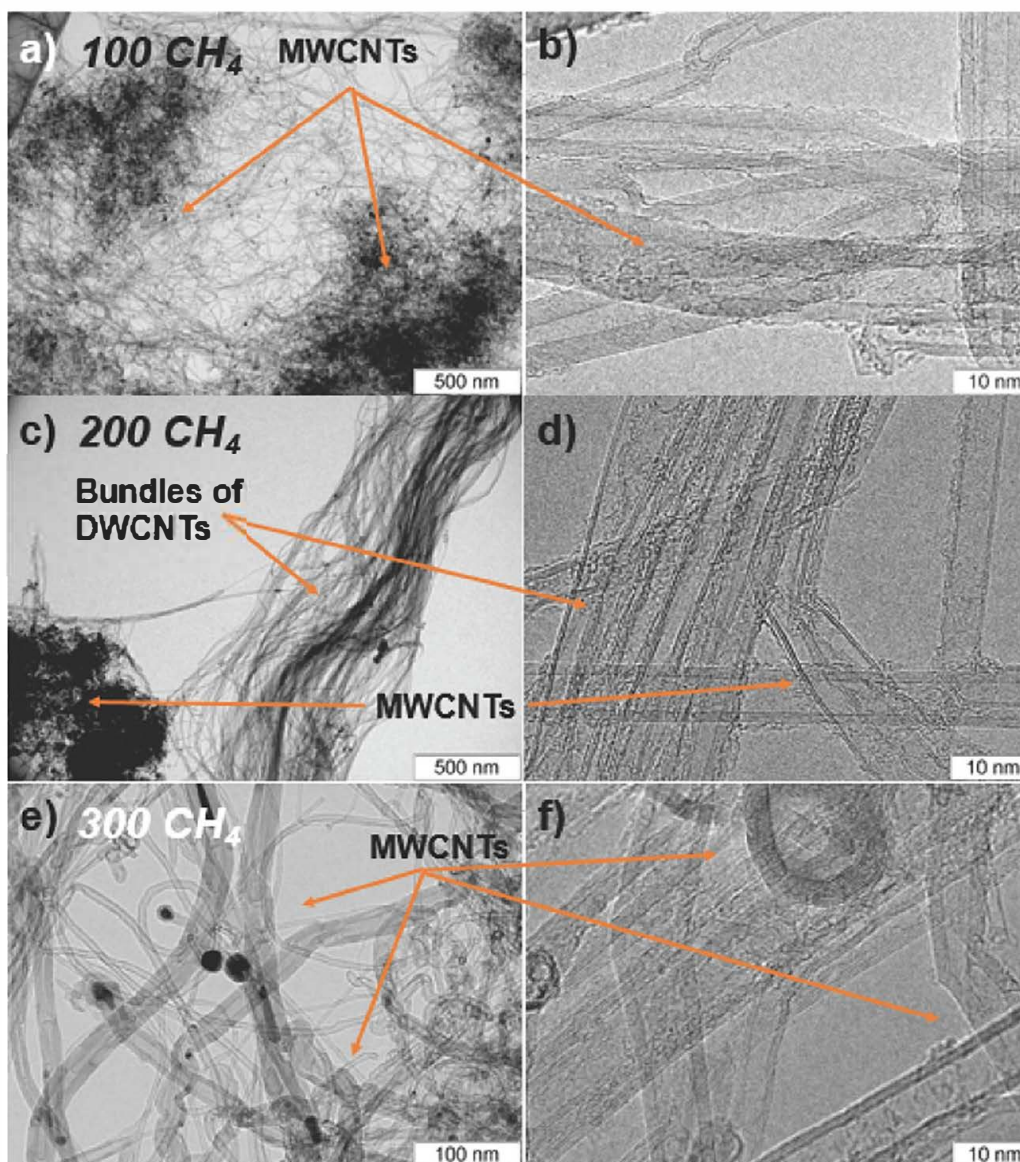 a) 100 CH₄ MWCNTs
b)
500 nm
10 nm
c) 200 CH₄
d)
Bundles of
DWCNTs
MWCNTs
500 nm
10 nm
e) 300 CH₄
f)
MWCNTs
100 nm
10 nm